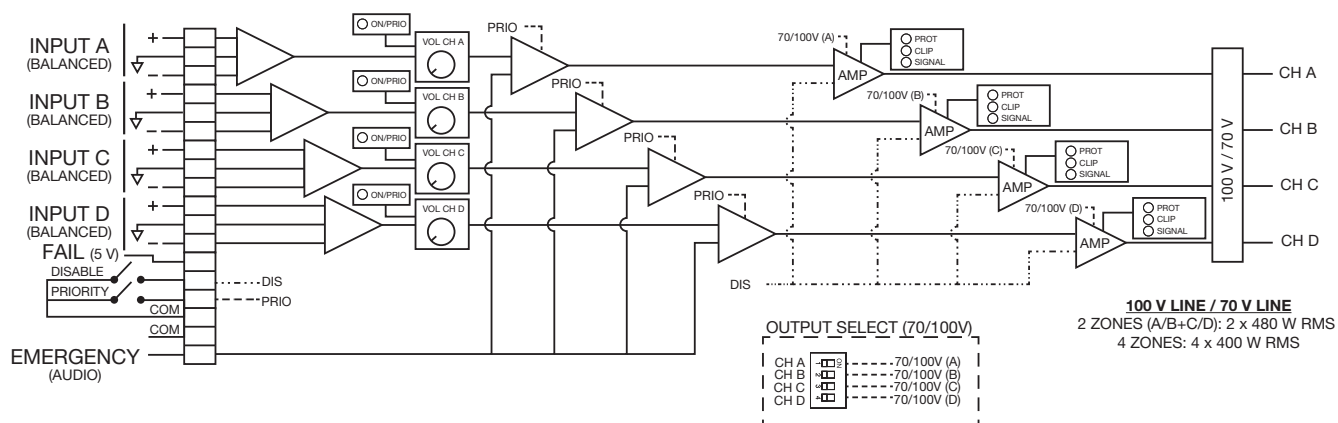 INPUT A
(BALANCED)
+
−
ON/PRIO
VOL CH A
PRIO
70/100V (A)
AMP
PROT
CLIP
SIGNAL
CH A
INPUT B
(BALANCED)
+
−
ON/PRIO
VOL CH B
PRIO
70/100V (B)
AMP
PROT
CLIP
SIGNAL
CH B
INPUT C
(BALANCED)
+
−
ON/PRIO
VOL CH C
PRIO
70/100V (C)
AMP
PROT
CLIP
SIGNAL
CH C
INPUT D
(BALANCED)
+
−
ON/PRIO
VOL CH D
PRIO
70/100V (D)
AMP
PROT
CLIP
SIGNAL
CH D
100 V / 70 V
FAIL (5 V)
DISABLE
PRIORITY
COM
COM
DIS
PRIO
DIS
EMERGENCY
(AUDIO)
OUTPUT SELECT (70/100V)
CH A 1 ON 70/100V (A)
CH B 2 70/100V (B)
CH C 3 70/100V (C)
CH D 4 70/100V (D)
100 V LINE / 70 V LINE
2 ZONES (A/B+C/D): 2 x 480 W RMS
4 ZONES: 4 x 400 W RMS